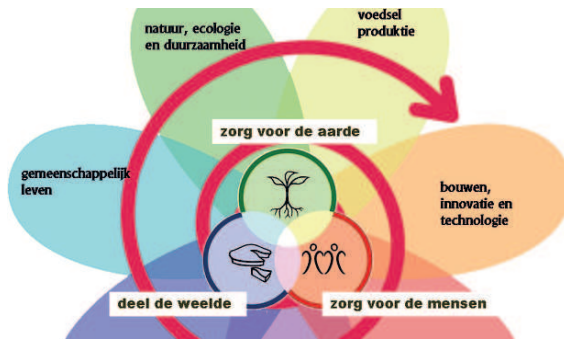 natuur, ecologie
en duurzaamheid
voedsel
produktie
zorg voor de aarde
gemeenschappelijk
leven
bouwen,
innovatie en
technologie
deel de weelde
zorg voor de mensen